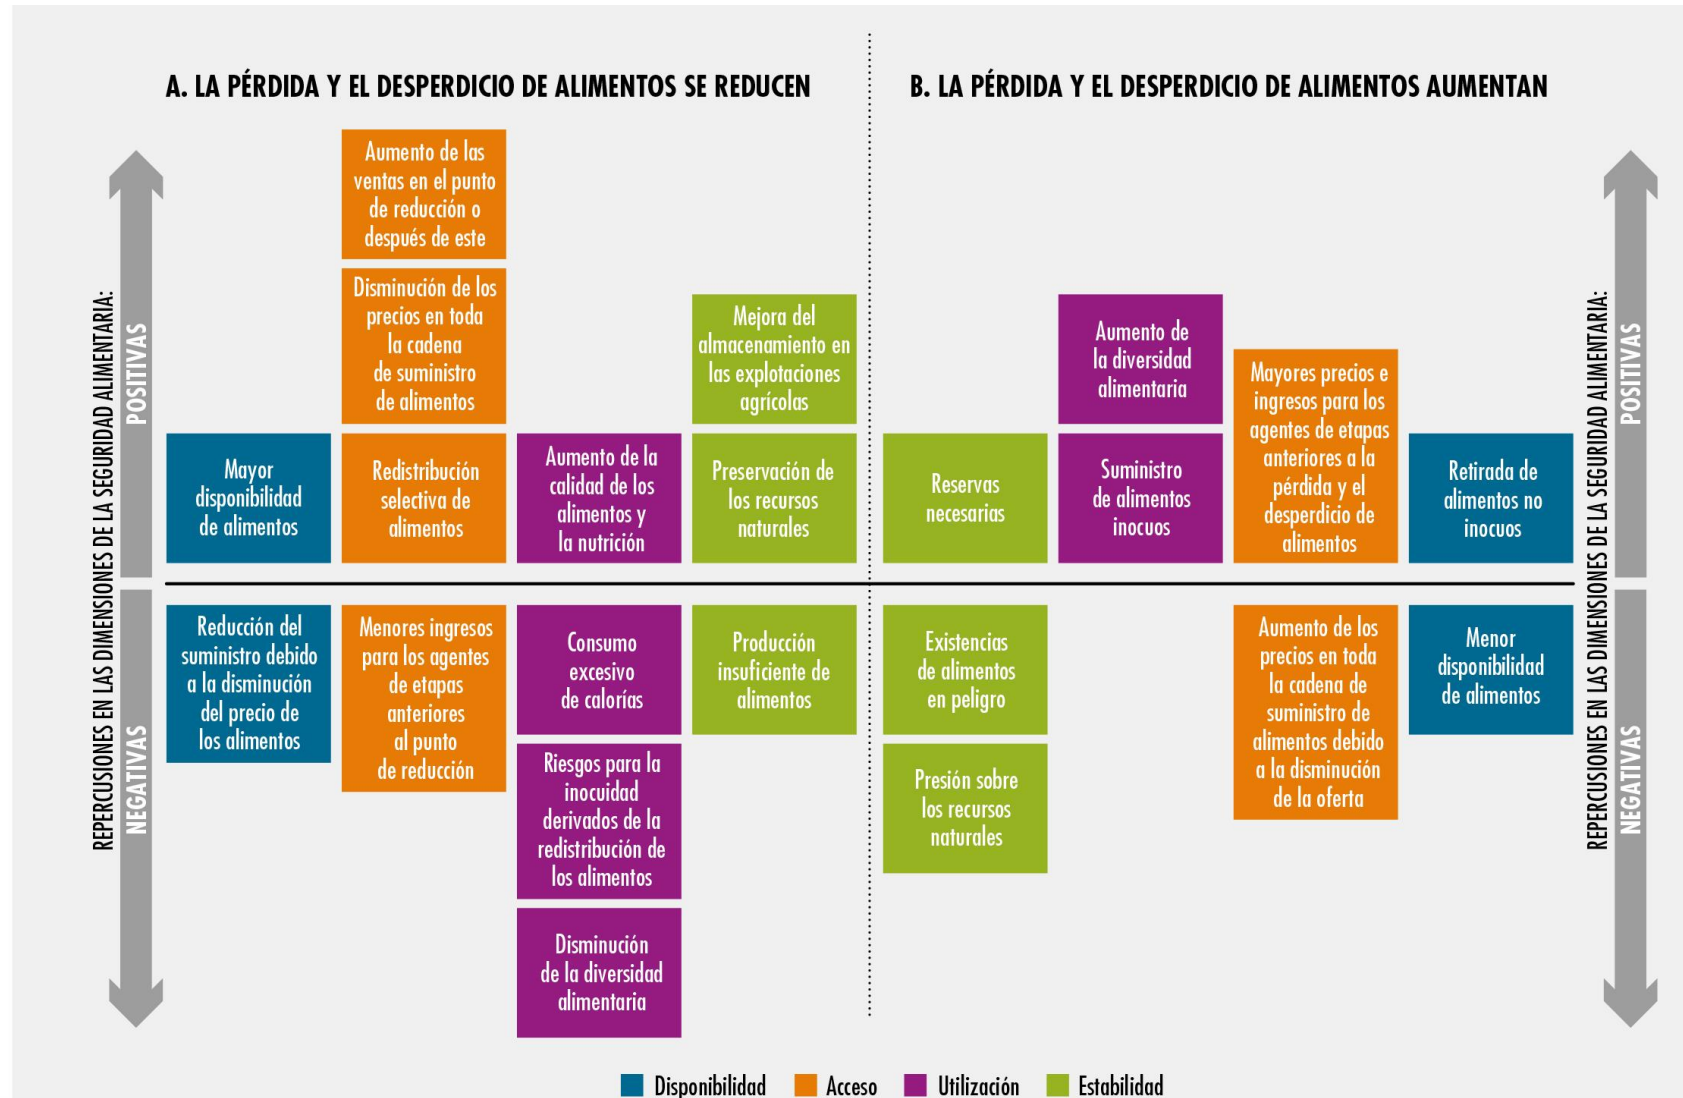 A. LA PÉRDIDA Y EL DESPERDICIO DE ALIMENTOS SE REDUCEN
B. LA PÉRDIDA Y EL DESPERDICIO DE ALIMENTOS AUMENTAN
REPERCUSIONES EN LAS DIMENSIONES DE LA SEGURIDAD ALIMENTARIA:
POSITIVAS
NEGATIVAS
Aumento de las
ventas en el punto
de reducción o
después de este
Disminución de los
precios en toda
la cadena
de suministro
de alimentos
Mayor
disponibilidad
de alimentos
Redistribución
selectiva de
alimentos
Aumento de la
calidad de los
alimentos y
la nutrición
Mejora del
almacenamiento en
las explotaciones
agrícolas
Preservación de
los recursos
naturales
Reducción del
suministro debido
a la disminución
del precio de
los alimentos
Menores ingresos
para los agentes
de etapas
anteriores
al punto
de reducción
Consumo
excesivo
de calorías
Riesgos para la
inocuidad
derivados de la
redistribución de
los alimentos
Disminución
de la diversidad
alimentaria
Producción
insuficiente de
alimentos
Reservas
necesarias
Aumento de
la diversidad
alimentaria
Suministro
de alimentos
inocuos
Mayores precios e
ingresos para los
agentes de etapas
anteriores a la
pérdida y el
desperdicio de
alimentos
Retirada de
alimentos no
inocuos
Existencias
de alimentos
en peligro
Presión sobre
los recursos
naturales
Aumento de los
precios en toda
la cadena de
suministro de
alimentos debido
a la disminución
de la oferta
Menor
disponibilidad
de alimentos
REPERCUSIONES EN LAS DIMENSIONES DE LA SEGURIDAD ALIMENTARIA:
POSITIVAS
NEGATIVAS
Disponibilidad
Acceso
Utilización
Estabilidad